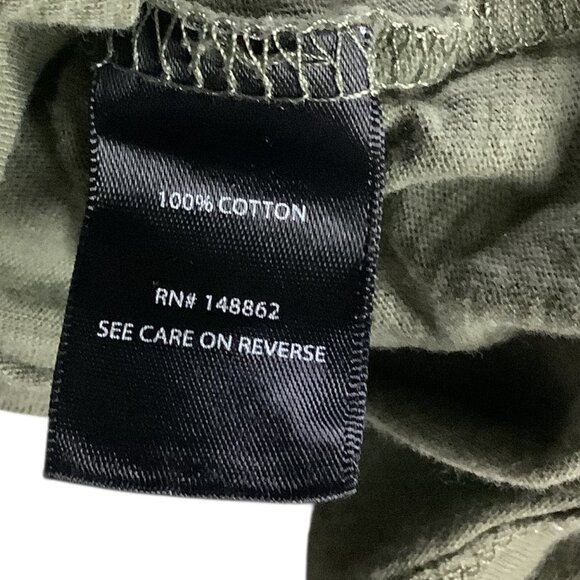 100% COTTON
RN# 148862
SEE CARE ON REVERSE